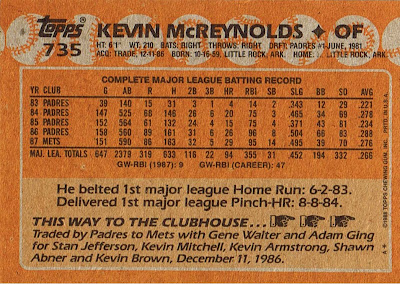 topps
735
KEVIN McREYNOLDS ✦ OF
HT: 6'1" WT: 210 BATS: RIGHT THROWS: RIGHT DRFT: PADRES #1-JUNE, 1981
ACQ: TRADE, 12-11-86 BORN: 10-16-59, LITTLE ROCK, ARK. HOME: LITTLE ROCK, ARK.
COMPLETE MAJOR LEAGUE BATTING RECORD
YR CLUB G AB R H 2B 3B HR RBI SB SLG BB SO AVG
83 PADRES 39 140 15 31 3 1 4 14 2 .343 12 29 .221
84 PADRES 147 525 68 146 26 6 20 75 3 .465 34 69 .278
85 PADRES 152 564 61 132 24 4 15 75 4 .371 43 81 .234
86 PADRES 158 560 89 161 31 6 26 96 8 .504 66 83 .288
87 METS 151 590 86 163 32 5 29 95 14 .495 39 70 .276
MAJ. LEA. TOTALS 647 2379 319 633 116 22 94 355 31 .452 194 332 .266
GW-RBI (1987): 9 GW-RBI (CAREER): 47
He belted 1st major league Home Run: 6-2-83.
Delivered 1st major league Pinch-HR: 8-8-84.
THIS WAY TO THE CLUBHOUSE...
Traded by Padres to Mets with Gene Walter and Adam Ging
for Stan Jefferson, Kevin Mitchell, Kevin Armstrong, Shawn
Abner and Kevin Brown, December 11, 1986.
© 1988 TOPPS CHEWING GUM, INC. PRTD. IN U.S.A.
A*